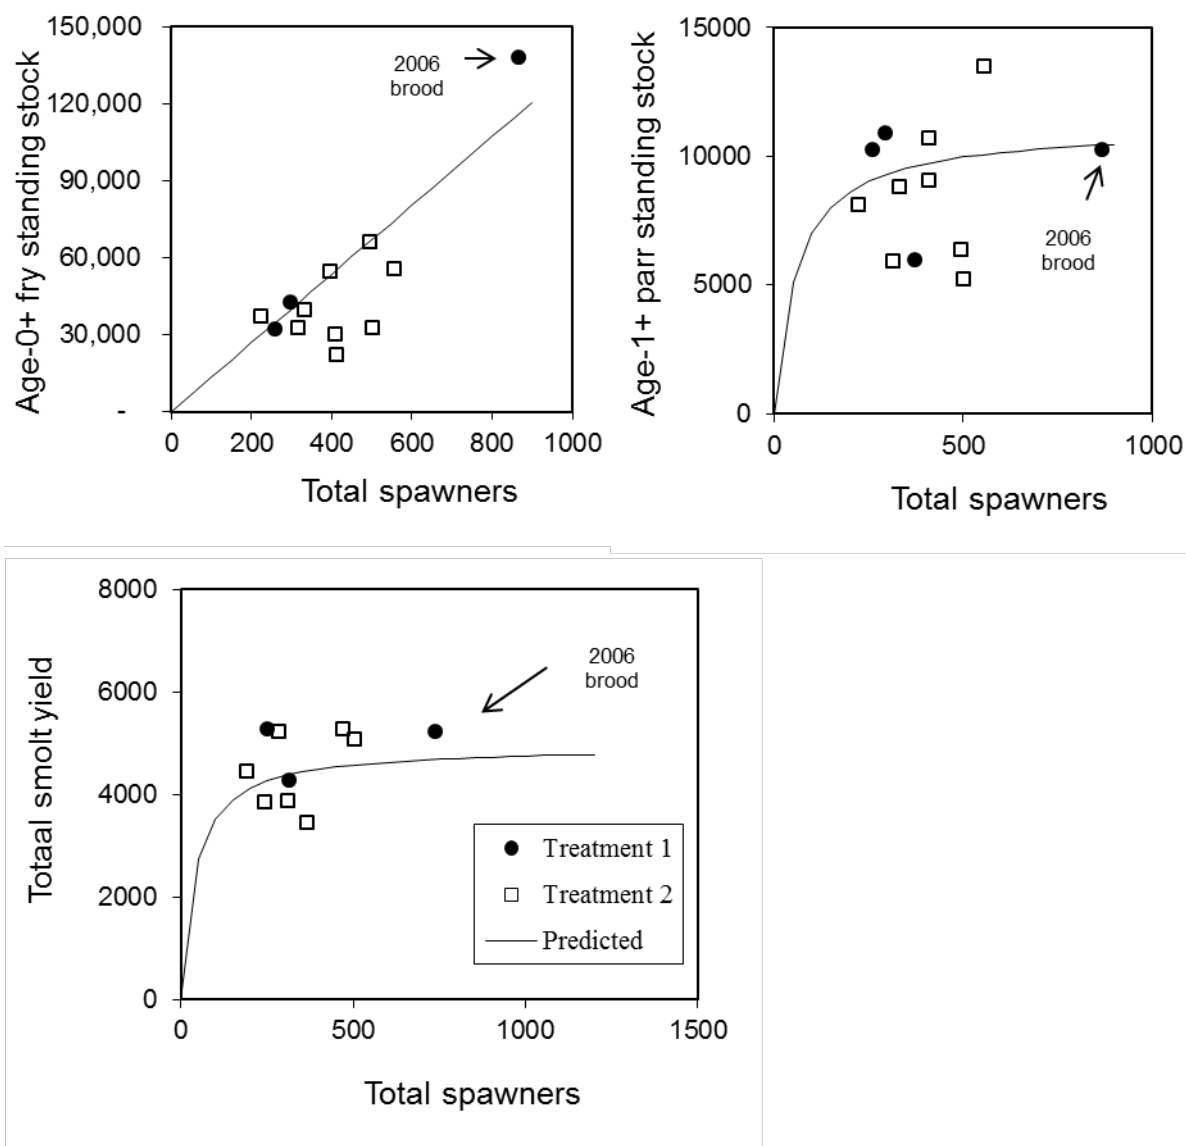 Age-0+ fry standing stock
150,000
120,000
90,000
60,000
30,000
-
2006
brood
0 200 400 600 800 1000
Total spawners
Age-1+ parr standing stock
15000
10000
5000
0
2006
brood
0 500 1000
Total spawners
Totaal smolt yield
8000
6000
4000
2000
0
2006
brood
Treatment 1
Treatment 2
Predicted
0 500 1000 1500
Total spawners